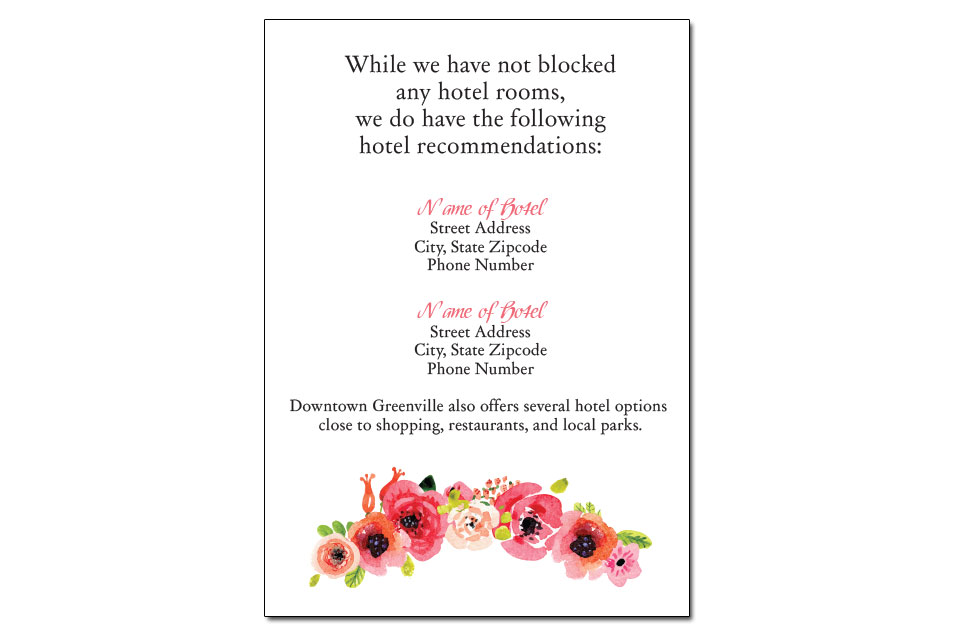 While we have not blocked
any hotel rooms,
we do have the following
hotel recommendations:
Name of Hotel
Street Address
City, State Zipcode
Phone Number
Name of Hotel
Street Address
City, State Zipcode
Phone Number
Downtown Greenville also offers several hotel options
close to shopping, restaurants, and local parks.